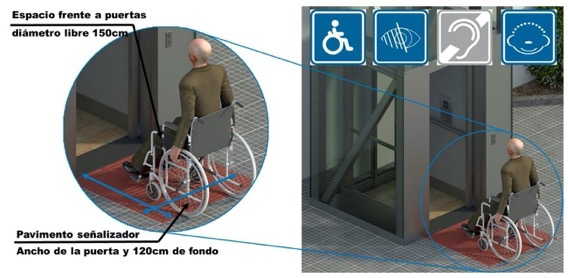 Espacio frente a puertas
diámetro libre 150cm
Pavimento señalizador
Ancho de la puerta y 120cm de fondo